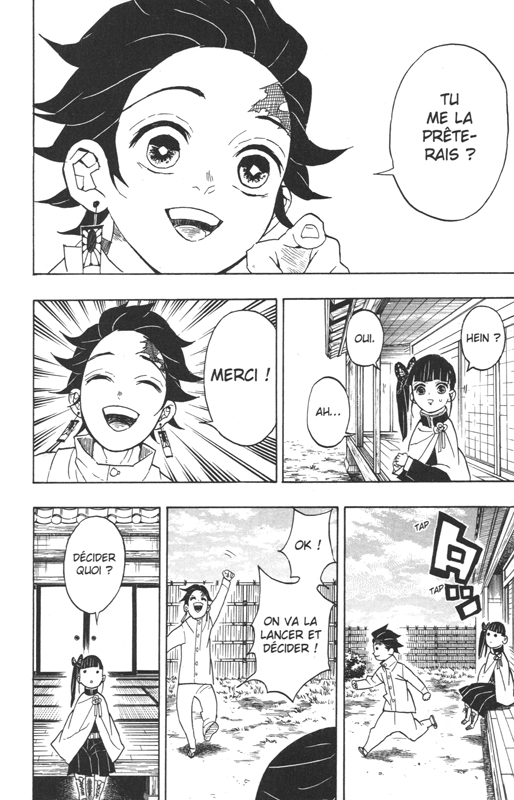 TU
ME LA
PRÊTE-
RAIS ?
HEIN ?
OUI.
AH...
MERCI !
TAP
TAP
OK !
ON VA LA
LANCER ET
DÉCIDER !
DÉCIDER
QUOI ?